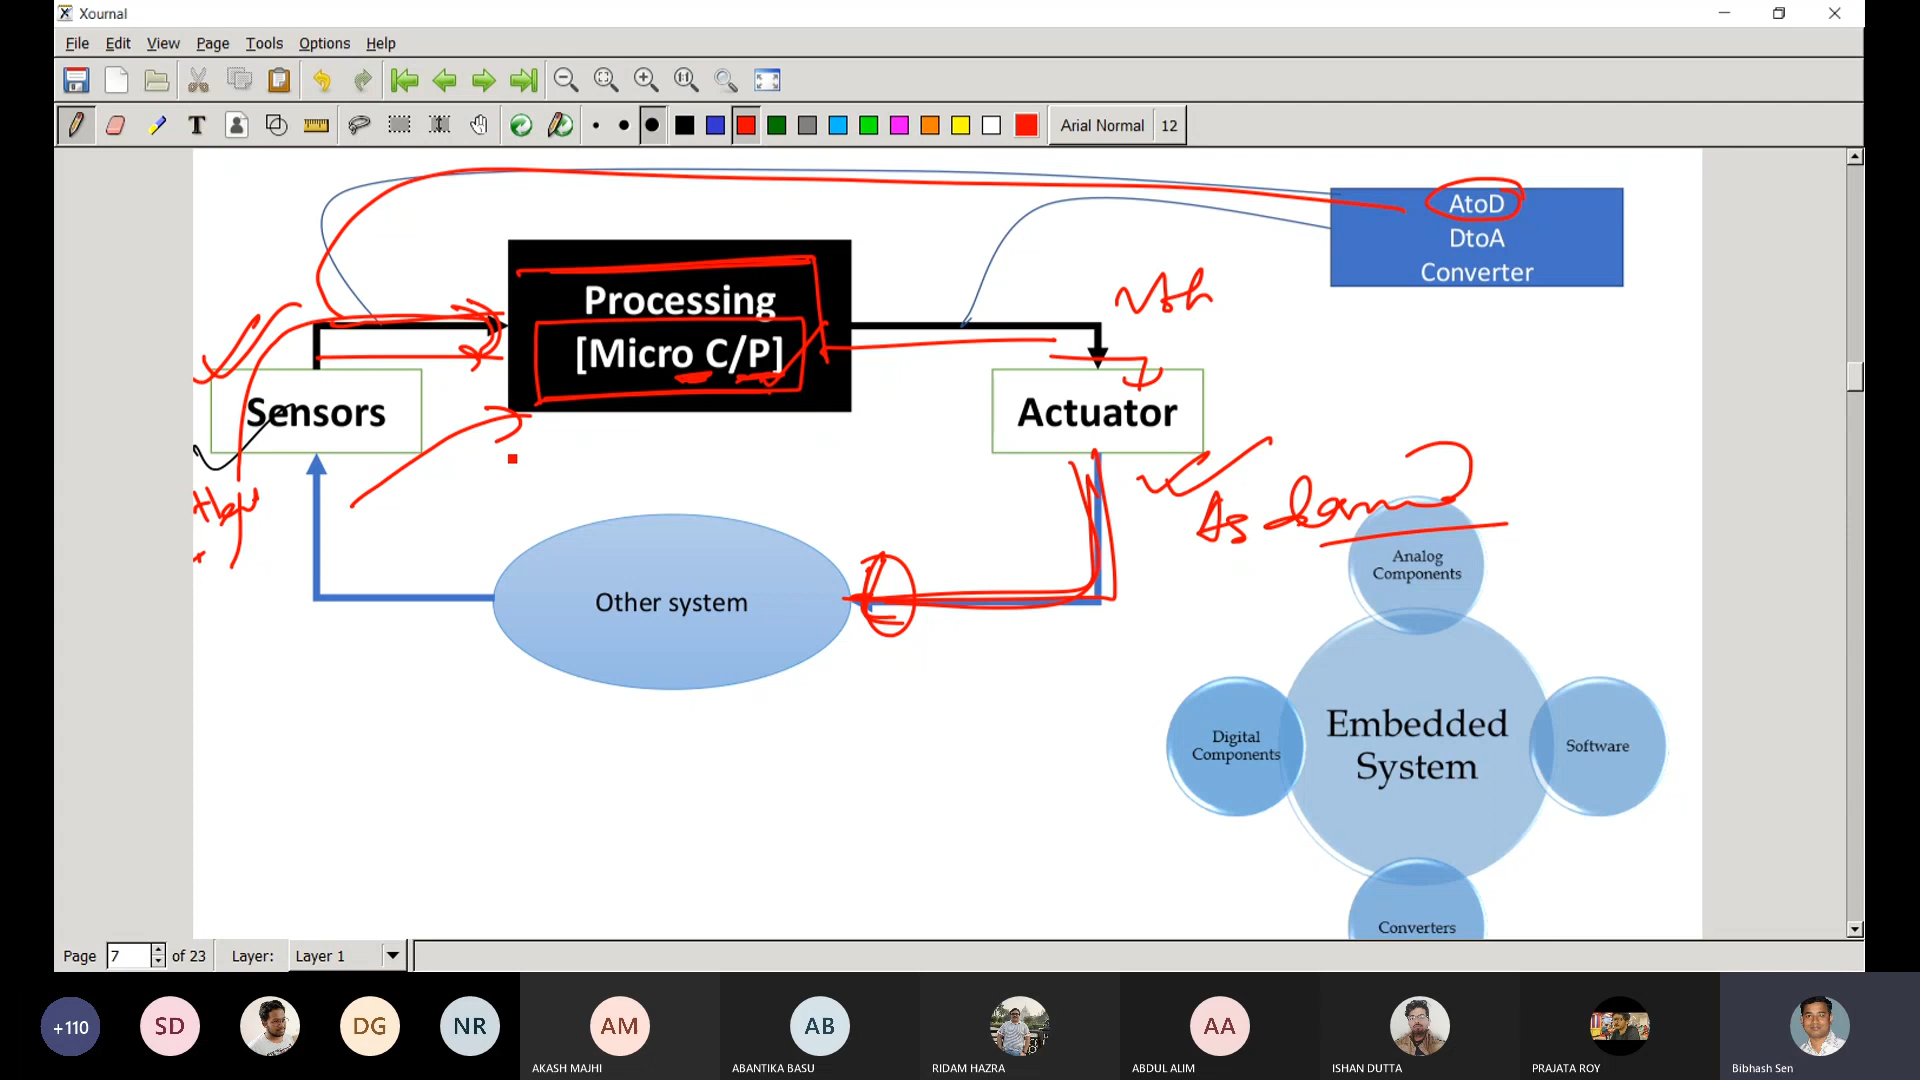 Xournal
File Edit View Page Tools Options Help
Arial Normal 12
AtoD
DtoA
Converter
Processing
[Micro C/P]
Sensors
Actuator
As
Other system
Analog
Components
Digital
Components
Embedded
System
Software
Converters
Page 7 of 23 Layer: Layer 1
+110 SD DG NR AM AB AA
AKASH MAJHI ABANTIKA BASU RIDAM HAZRA ABDUL ALIM ISHAN DUTTA PRAJATA ROY Bibhash Sen